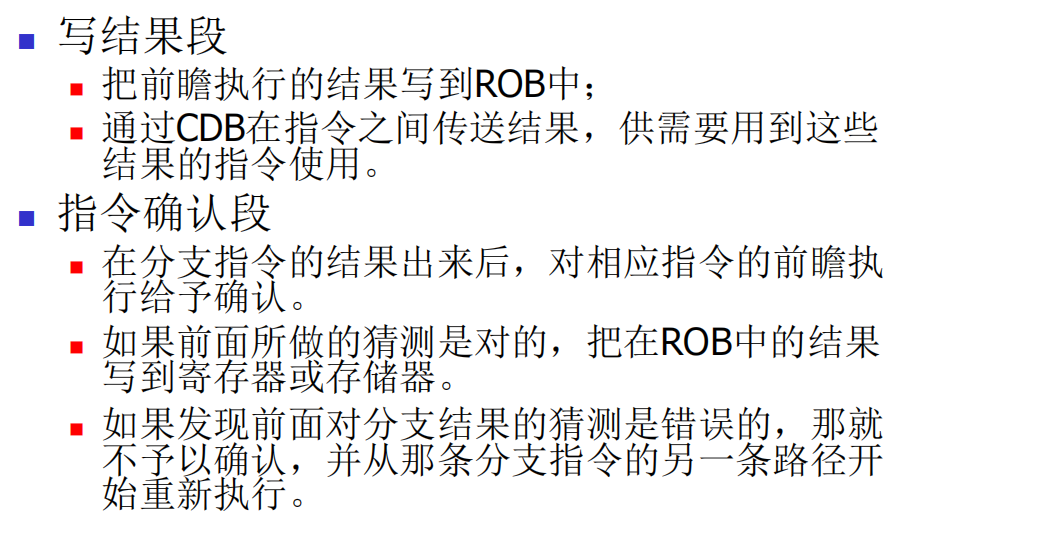 写结果段
把前瞻执行的结果写到ROB中；
通过CDB在指令之间传送结果，供需要用到这些
结果的指令使用。
指令确认段
在分支指令的结果出来后，对相应指令的前瞻执
行给予确认。
如果前面所做的猜测是对的，把在ROB中的结果
写到寄存器或存储器。
如果发现前面对分支结果的猜测是错误的，那就
不予以确认，并从那条分支指令的另一条路径开
始重新执行。